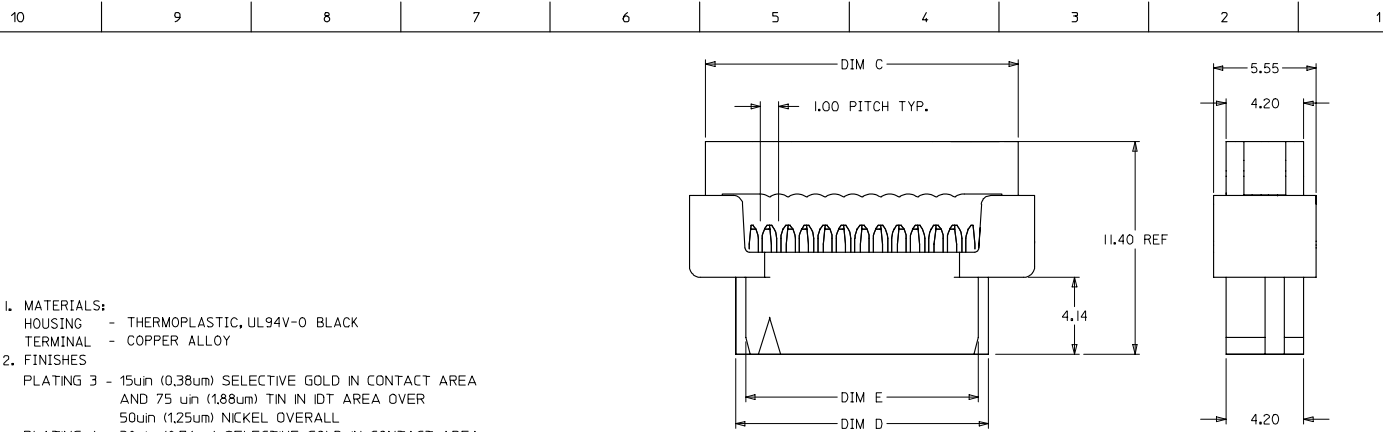 10 9 8 7 6 5 4 3 2 1
DIM C
5.55
4.20
1.00 PITCH TYP.
11.40 REF
4.14
1. MATERIALS:
HOUSING - THERMOPLASTIC, UL94V-0 BLACK
TERMINAL - COPPER ALLOY
2. FINISHES
PLATING 3 - 15uin (0,38um) SELECTIVE GOLD IN CONTACT AREA
AND 75 uin (1,88um) TIN IN IDT AREA OVER
50uin (1,25um) NICKEL OVERALL
DIM E
DIM D
4.20